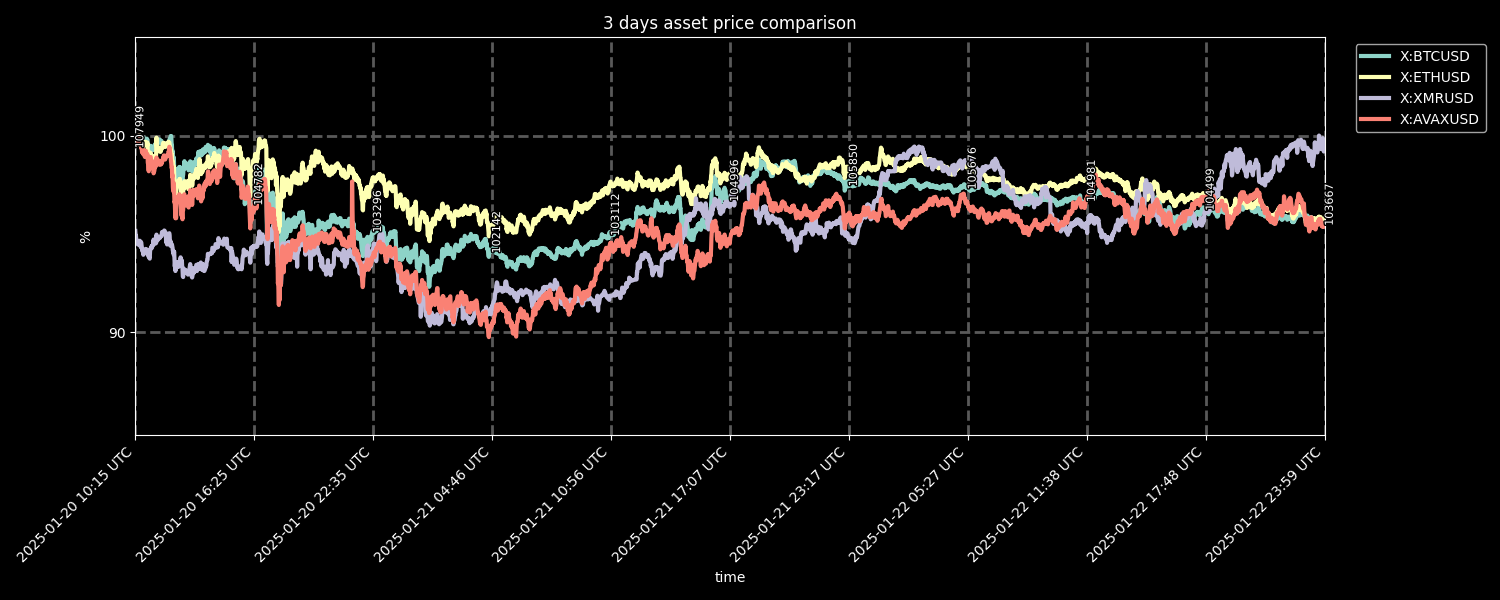 3 days asset price comparison
X:BTCUSD
X:ETHUSD
X:XMRUSD
X:AVAXUSD
100
90
%
107949
104782
103296
102142
103112
104996
105850
105676
104981
104499
103667
2025-01-20 10:15 UTC
2025-01-20 16:25 UTC
2025-01-20 22:35 UTC
2025-01-21 04:46 UTC
2025-01-21 10:56 UTC
2025-01-21 17:07 UTC
2025-01-21 23:17 UTC
2025-01-22 05:27 UTC
2025-01-22 11:38 UTC
2025-01-22 17:48 UTC
2025-01-22 23:59 UTC
time